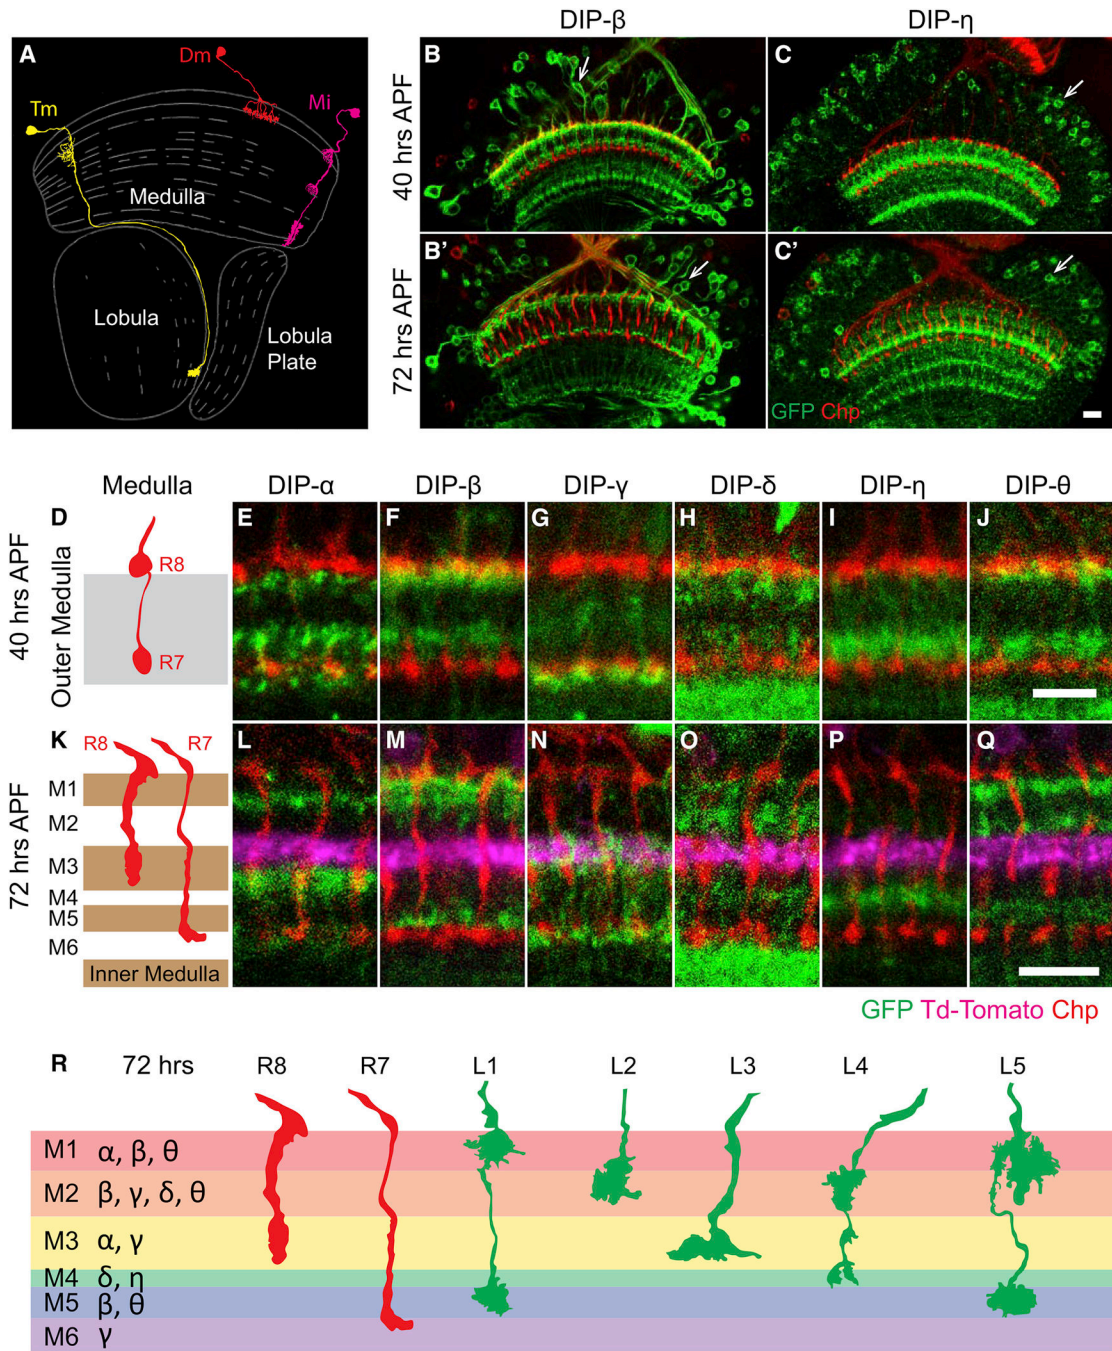 DIP-β DIP-η
A
Dm
Tm
Mi
Medulla
Lobula
Lobula
Plate
40 hrs APF
72 hrs APF
B
C
B’
C’
GFP Chp
Medulla DIP-α DIP-β DIP-γ DIP-δ DIP-η DIP-θ
40 hrs APF
Outer Medulla
D
R8
R7
E F G H I J
72 hrs APF
K
R8 R7
M1
M2
M3
M4
M5
M6
Inner Medulla
L M N O P Q
GFP Td-Tomato Chp
R 72 hrs R8 R7 L1 L2 L3 L4 L5
M1 α, β, θ
M2 β, γ, δ, θ
M3 α, γ
M4 δ, η
M5 β, θ
M6 γ